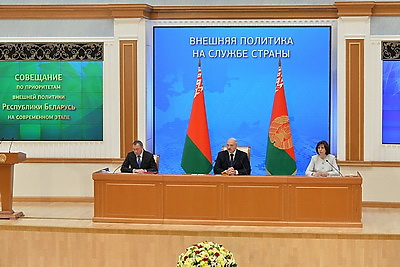 ВНЕШНЯЯ ПОЛИТИКА
НА СЛУЖБЕ СТРАНЫ
СОВЕЩАНИЕ
ПО ПРИОРИТЕТАМ
ВНЕШНЕЙ ПОЛИТИКИ
РЕСПУБЛИКИ БЕЛАРУСЬ
НА СОВРЕМЕННОМ ЭТАПЕ